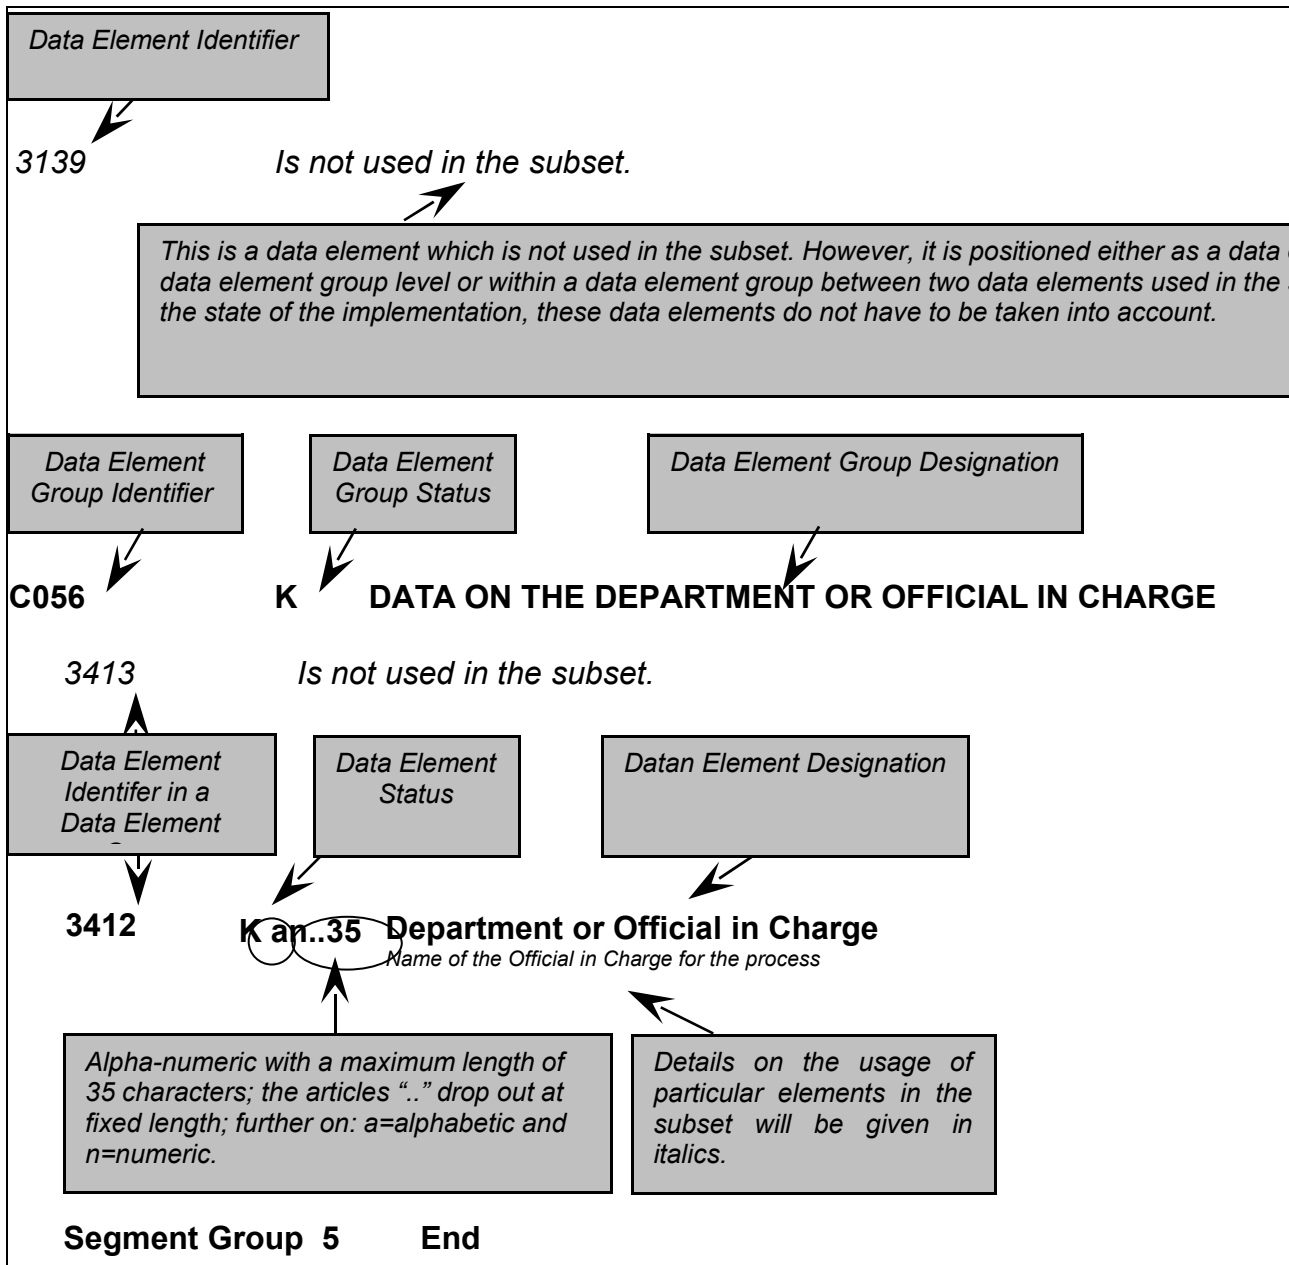 Data Element Identifier
3139 Is not used in the subset.
This is a data element which is not used in the subset. However, it is positioned either as a data
data element group level or within a data element group between two data elements used in the
the state of the implementation, these data elements do not have to be taken into account.
Data Element
Group Identifier
Data Element
Group Status
Data Element Group Designation
C056 K DATA ON THE DEPARTMENT OR OFFICIAL IN CHARGE
3413 Is not used in the subset.
Data Element
Identifer in a
Data Element
Data Element
Status
Datan Element Designation
3412 K an..35 Department or Official in Charge
Name of the Official in Charge for the process
Alpha-numeric with a maximum length of
35 characters; the articles “..” drop out at
fixed length; further on: a=alphabetic and
n=numeric.
Details on the usage of
particular elements in the
subset will be given in
italics.
Segment Group 5 End